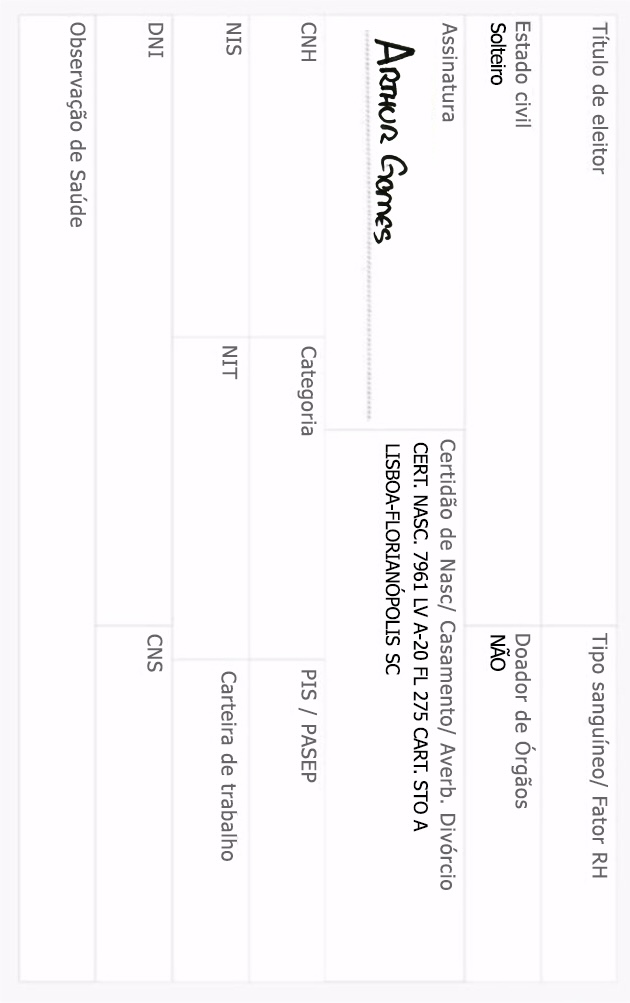 Título de eleitor
Tipo sanguíneo/ Fator RH
Estado civil
Solteiro
Doador de Órgãos
NÃO
Assinatura
ARTHUR Gomes
Certidão de Nasc/ Casamento/ Averb. Divórcio
CERT. NASC. 7961 LV A-20 FL 275 CART. STO A
LISBOA-FLORIANÓPOLIS SC
CNH
Categoria
PIS / PASEP
NIS
NIT
Carteira de trabalho
DNI
CNS
Observação de Saúde